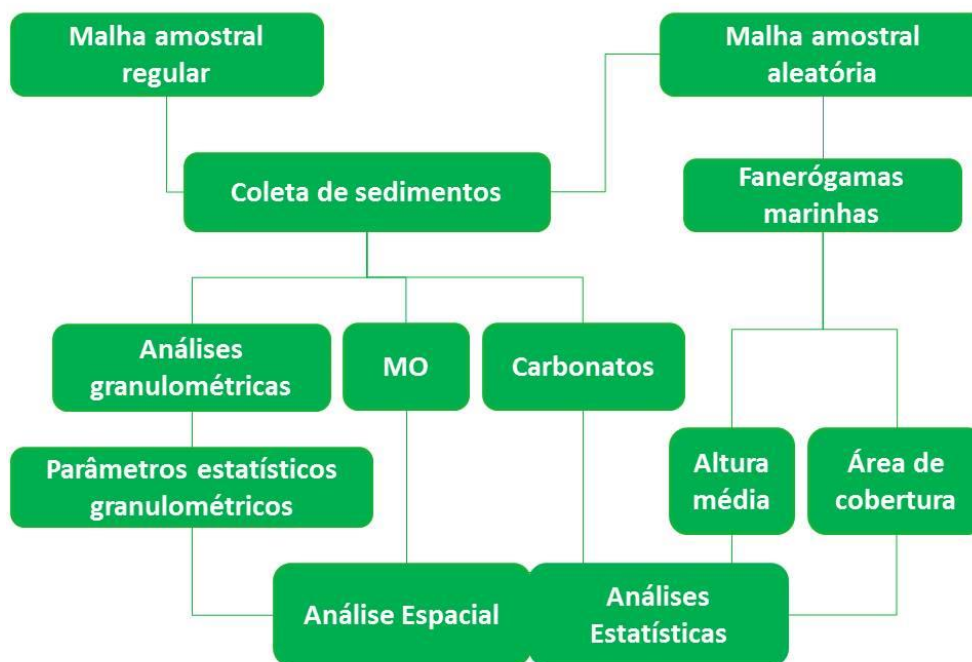 Malha amostral
regular
Malha amostral
aleatória
Coleta de sedimentos
Fanerógamas
marinhas
Análises
granulométricas
MO
Carbonatos
Parâmetros estatísticos
granulométricos
Altura
média
Área de
cobertura
Análise Espacial
Análises
Estatísticas